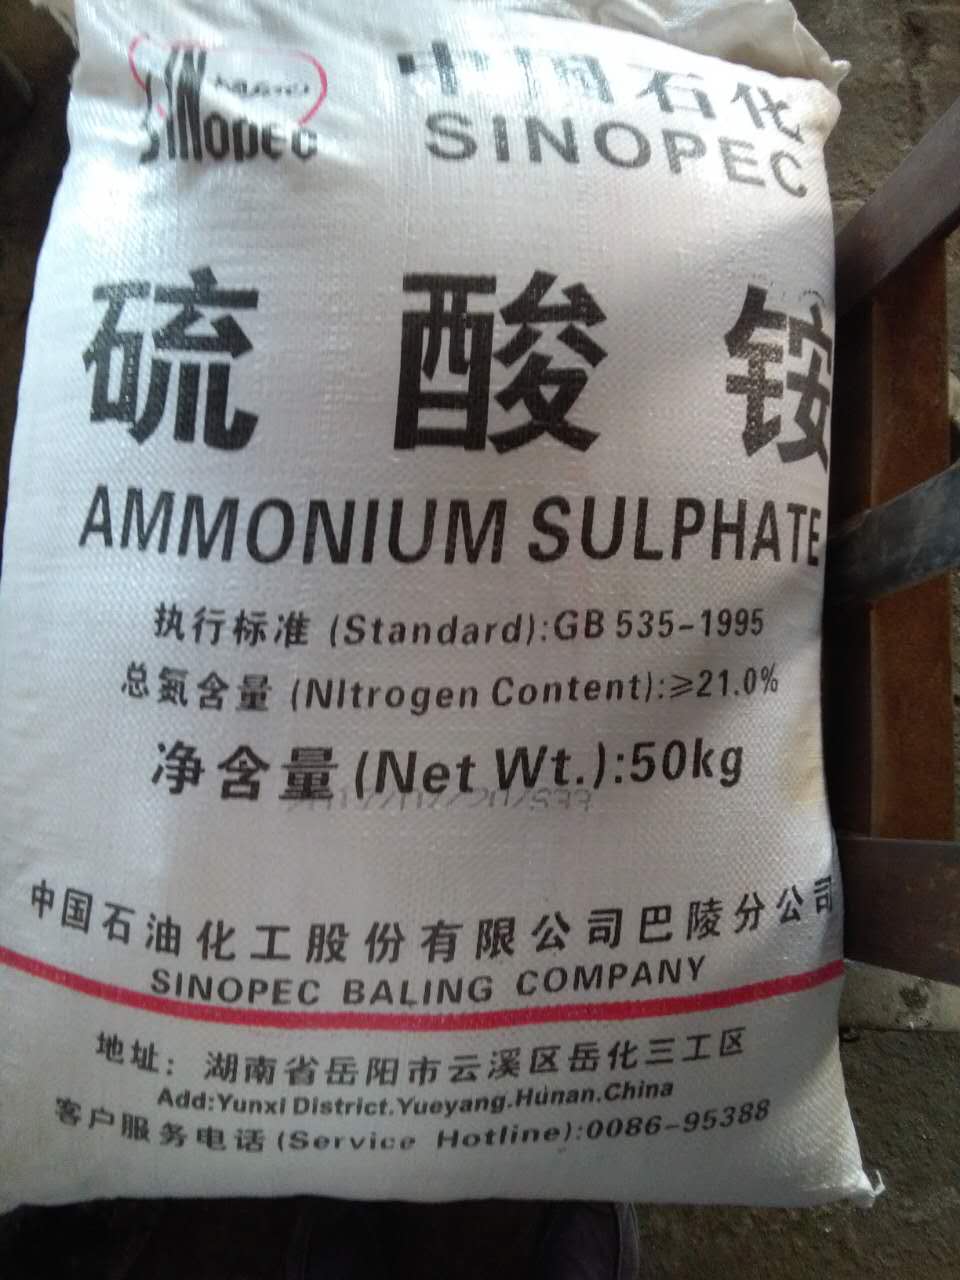 SINOPEC
中国石化
SINOPEC
硫酸铵
AMMONIUM SULPHATE
执行标准 (Standard):GB 535-1995
总氮含量 (NItrogen Content):≥21.0%
净含量 (Net Wt.):50kg
中国石油化工股份有限公司巴陵分公司
SINOPEC BALING COMPANY
地址：湖南省岳阳市云溪区岳化三工区
Add:Yunxi District.Yueyang.Hunan.China
客户服务电话 (Service Hotline):0086-95388